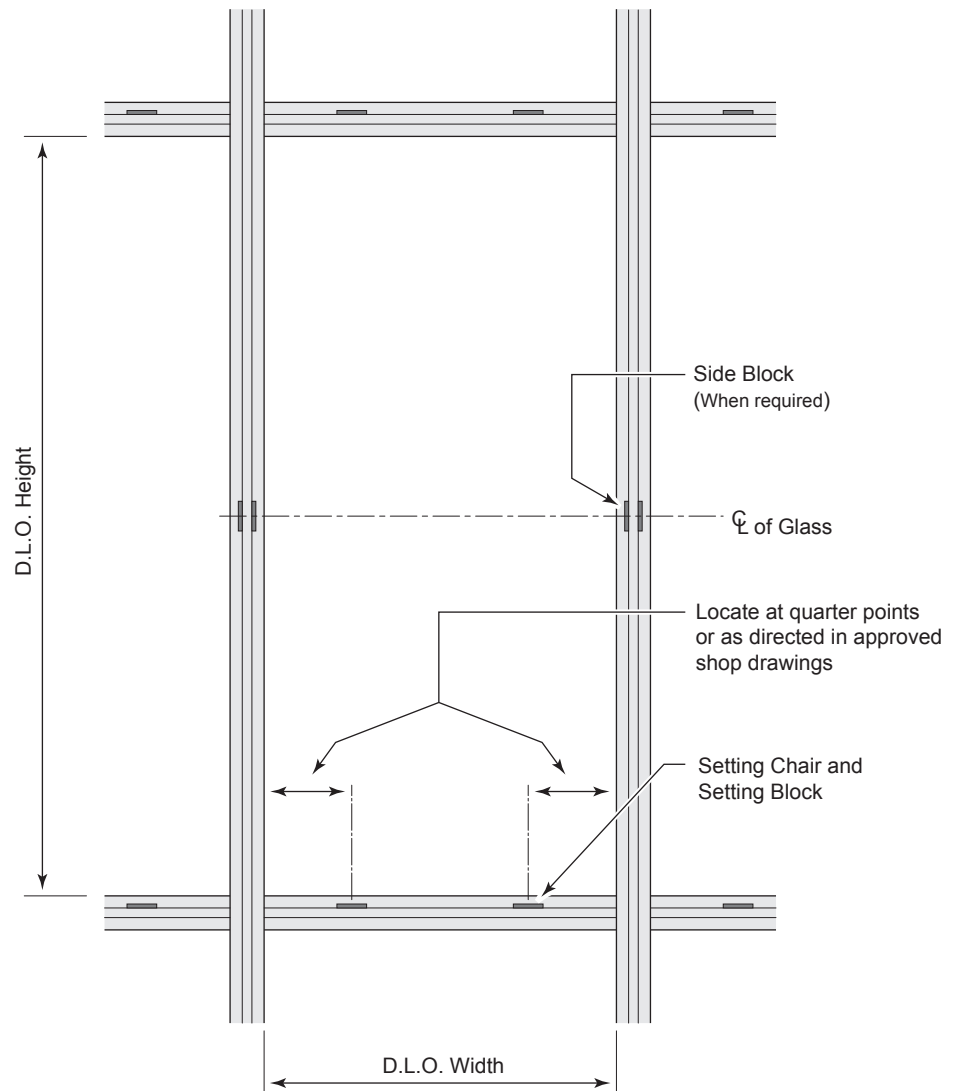 D.L.O. Height
Side Block
(When required)
℄ of Glass
Locate at quarter points
or as directed in approved
shop drawings
Setting Chair and
Setting Block
D.L.O. Width